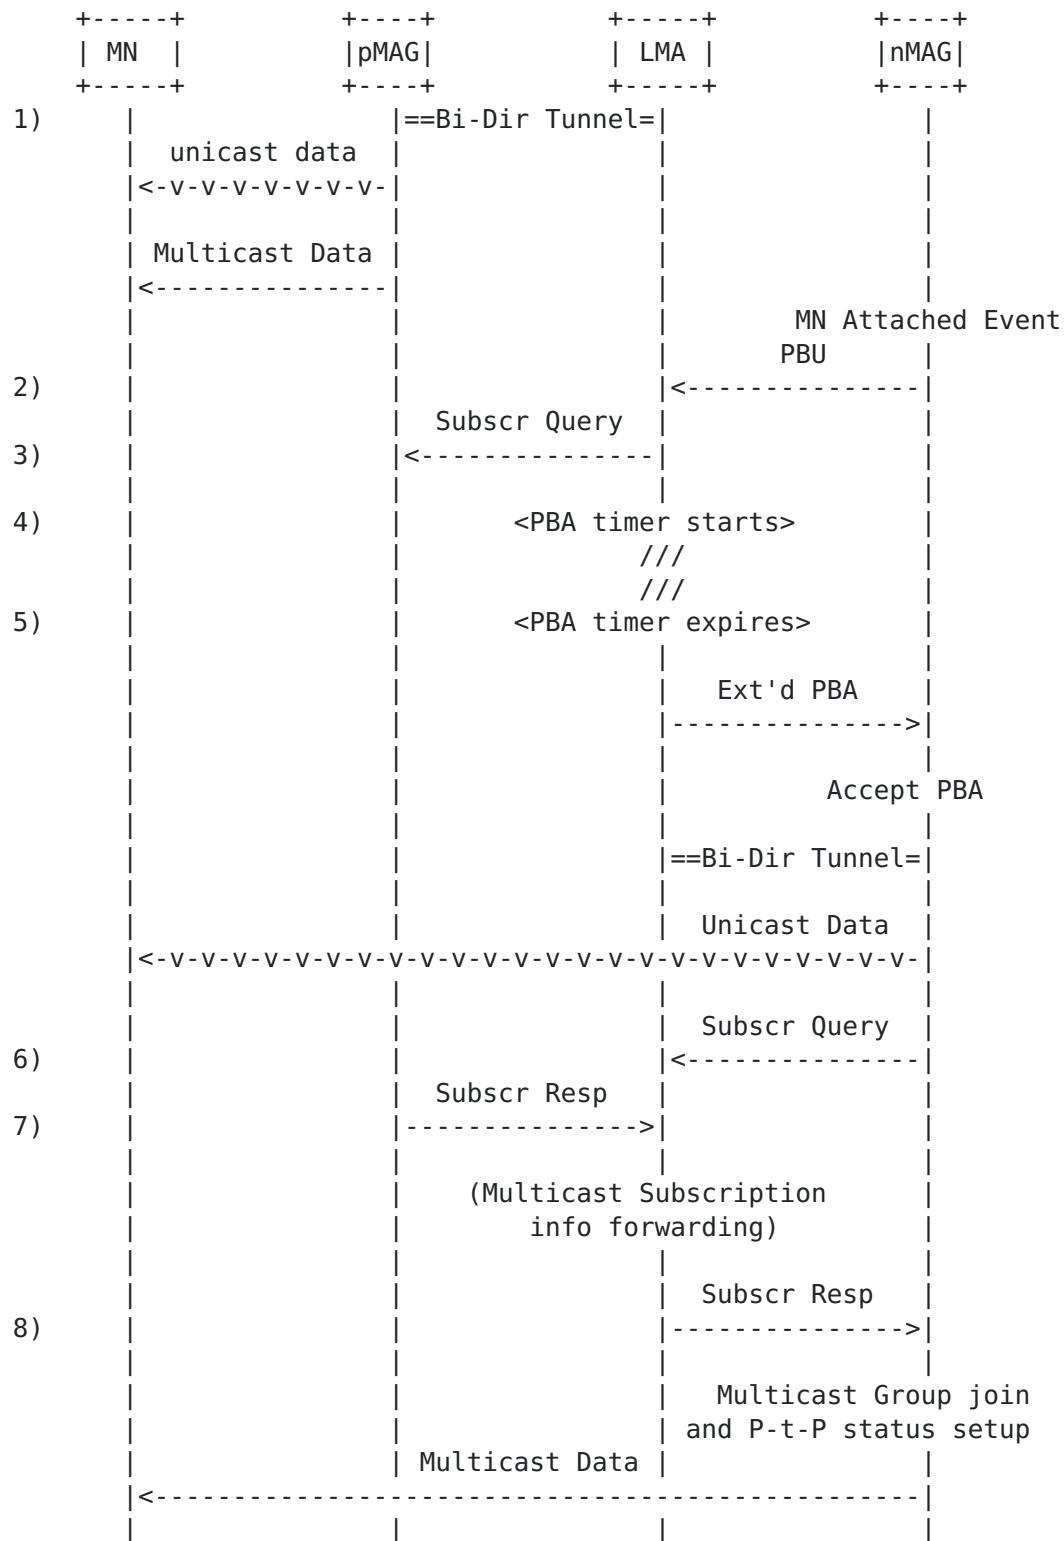 +-----+          +----+           +-----+          +----+
    | MN  |          |pMAG|           | LMA |          |nMAG|
    +-----+          +----+           +-----+          +----+
1)     |                |==Bi-Dir Tunnel=|                |
       |  unicast data  |                |                |
       |<-v-v-v-v-v-v-v-|                |                |
       |                |                |                |
       | Multicast Data |                |                |
       |<---------------|                |                |
       |                |                |        MN Attached Event
       |                |                |       PBU      |
2)     |                |                |<---------------|
       |                |  Subscr Query  |                |
3)     |                |<---------------|                |
       |                |                |                |
4)     |                |       <PBA timer starts>        |
       |                |               ///               |
       |                |               ///               |
5)     |                |       <PBA timer expires>       |
       |                |                |                |
       |                |                |   Ext'd PBA    |
       |                |                |--------------->|
       |                |                |                |
       |                |                |          Accept PBA
       |                |                |                |
       |                |                |==Bi-Dir Tunnel=|
       |                |                |                |
       |                |                |  Unicast Data  |
       |<-v-v-v-v-v-v-v-v-v-v-v-v-v-v-v-v-v-v-v-v-v-v-v-v-|
       |                |                |                |
       |                |                |  Subscr Query  |
6)     |                |                |<---------------|
       |                |  Subscr Resp   |                |
7)     |                |--------------->|                |
       |                |                |                |
       |                |    (Multicast Subscription      |
       |                |        info forwarding)         |
       |                |                |                |
       |                |                |  Subscr Resp   |
8)     |                |                |--------------->|
       |                |                |                |
       |                |                |   Multicast Group join
       |                |                | and P-t-P status setup
       |                | Multicast Data |                |
       |<-------------------------------------------------|
       |                |                |                |